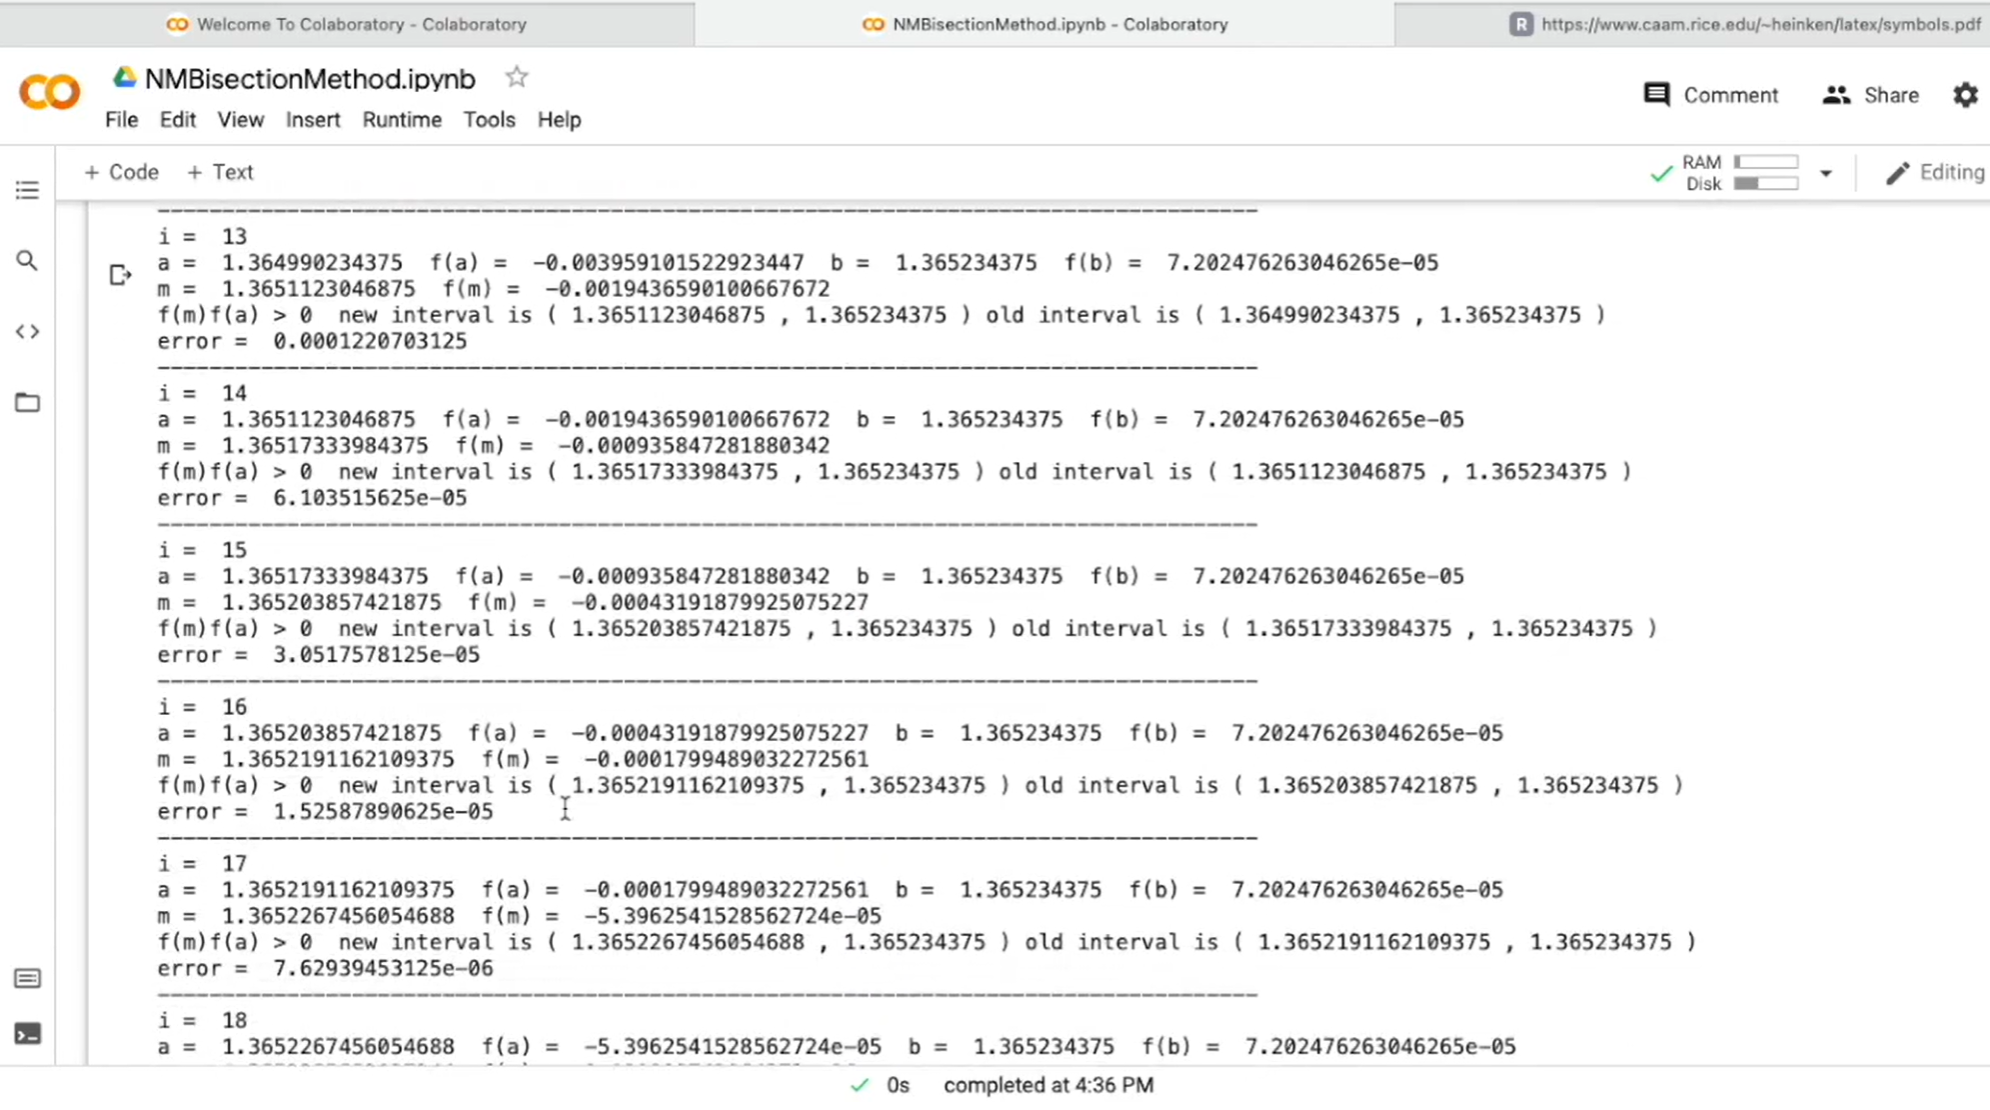 Welcome To Colaboratory - Colaboratory
NMBisectionMethod.ipynb - Colaboratory
R https://www.caam.rice.edu/~heinken/latex/symbols.pdf
CO NMBisectionMethod.ipynb
Comment Share
File Edit View Insert Runtime Tools Help
+ Code + Text
RAM
Disk
Editing
i = 13
a = 1.364990234375 f(a) = -0.003959101522923447 b = 1.365234375 f(b) = 7.202476263046265e-05
m = 1.3651123046875 f(m) = -0.0019436590100667672
f(m)f(a) > 0 new interval is ( 1.3651123046875 , 1.365234375 ) old interval is ( 1.364990234375 , 1.365234375 )
error = 0.0001220703125
i = 14
a = 1.3651123046875 f(a) = -0.0019436590100667672 b = 1.365234375 f(b) = 7.202476263046265e-05
m = 1.36517333984375 f(m) = -0.000935847281880342
f(m)f(a) > 0 new interval is ( 1.36517333984375 , 1.365234375 ) old interval is ( 1.3651123046875 , 1.365234375 )
error = 6.103515625e-05
i = 15
a = 1.36517333984375 f(a) = -0.000935847281880342 b = 1.365234375 f(b) = 7.202476263046265e-05
m = 1.365203857421875 f(m) = -0.00043191879925075227
f(m)f(a) > 0 new interval is ( 1.365203857421875 , 1.365234375 ) old interval is ( 1.36517333984375 , 1.365234375 )
error = 3.0517578125e-05
i = 16
a = 1.365203857421875 f(a) = -0.00043191879925075227 b = 1.365234375 f(b) = 7.202476263046265e-05
m = 1.3652191162109375 f(m) = -0.0001799489032272561
f(m)f(a) > 0 new interval is ( 1.3652191162109375 , 1.365234375 ) old interval is ( 1.365203857421875 , 1.365234375 )
error = 1.52587890625e-05
i = 17
a = 1.3652191162109375 f(a) = -0.0001799489032272561 b = 1.365234375 f(b) = 7.202476263046265e-05
m = 1.3652267456054688 f(m) = -5.3962541528562724e-05
f(m)f(a) > 0 new interval is ( 1.3652267456054688 , 1.365234375 ) old interval is ( 1.3652191162109375 , 1.365234375 )
error = 7.62939453125e-06
i = 18
a = 1.3652267456054688 f(a) = -5.3962541528562724e-05 b = 1.365234375 f(b) = 7.202476263046265e-05
0s completed at 4:36 PM